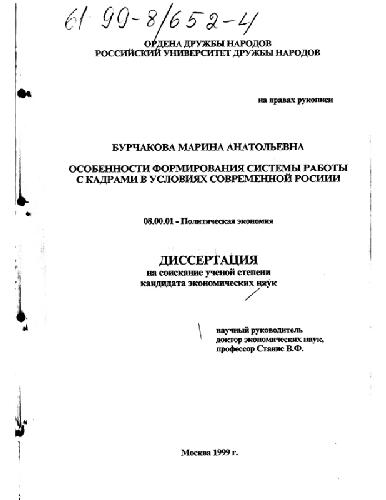 61 99-8/652-4
ОРДЕНА ДРУЖБЫ НАРОДОВ
РОССИЙСКИЙ УНИВЕРСИТЕТ ДРУЖБЫ НАРОДОВ
на правах рукописи
БУРЧАКОВА МАРИНА АНАТОЛЬЕВНА
ОСОБЕННОСТИ ФОРМИРОВАНИЯ СИСТЕМЫ РАБОТЫ
С КАДРАМИ В УСЛОВИЯХ СОВРЕМЕННОЙ РОСИИИ
08.00.01 - Политическая экономия
ДИССЕРТАЦИЯ
на соискание ученой степени
кандидата экономических наук
научный руководитель
доктор экономических наук,
профессор Станис В.Ф.
Москва 1999 г.